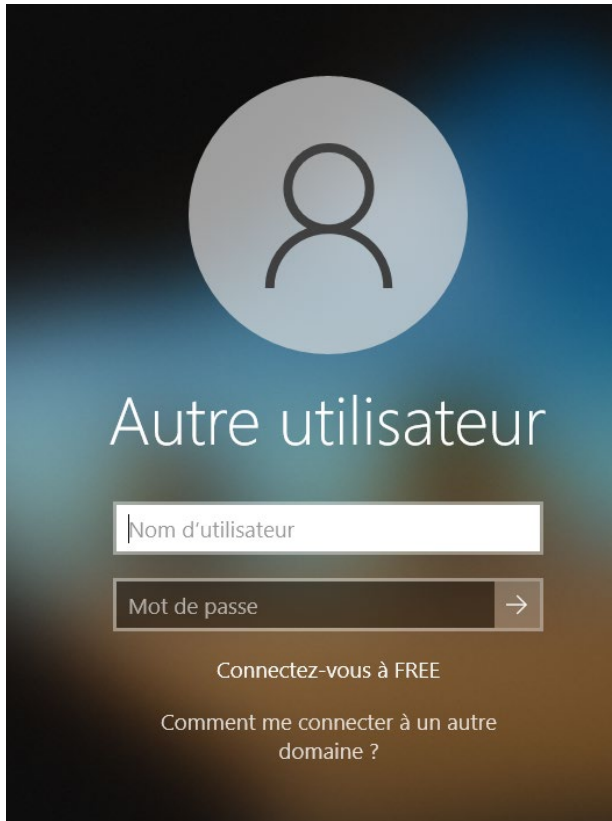 Autre utilisateur
Nom d'utilisateur
Mot de passe
Connectez-vous à FREE
Comment me connecter à un autre
domaine ?